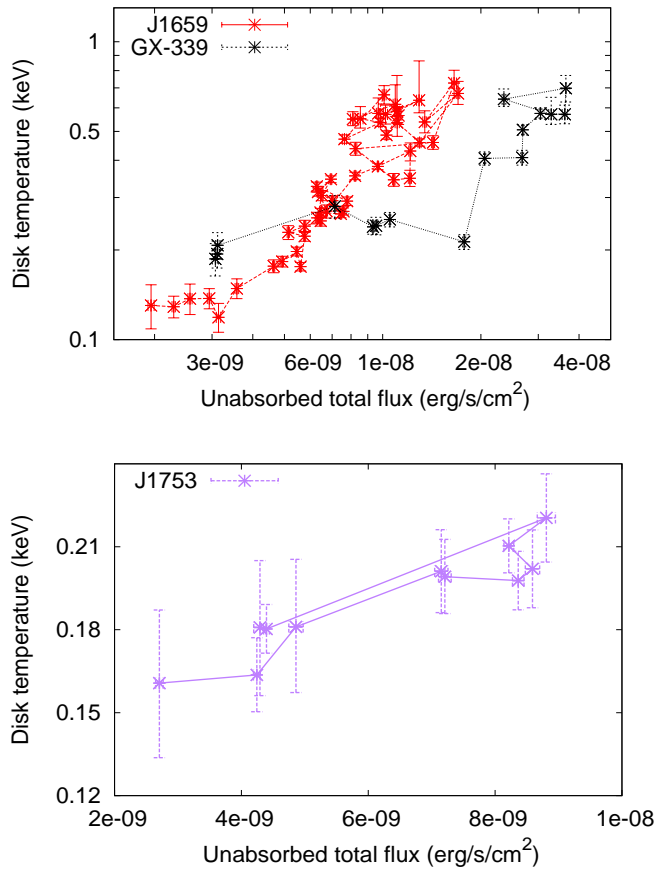 J1659
GX-339
1
0.5
0.2
0.1
Disk temperature (keV)
3e-09 6e-09 1e-08 2e-08 4e-08
Unabsorbed total flux (erg/s/cm²)
J1753
0.21
0.18
0.15
0.12
Disk temperature (keV)
2e-09 4e-09 6e-09 8e-09 1e-08
Unabsorbed total flux (erg/s/cm²)